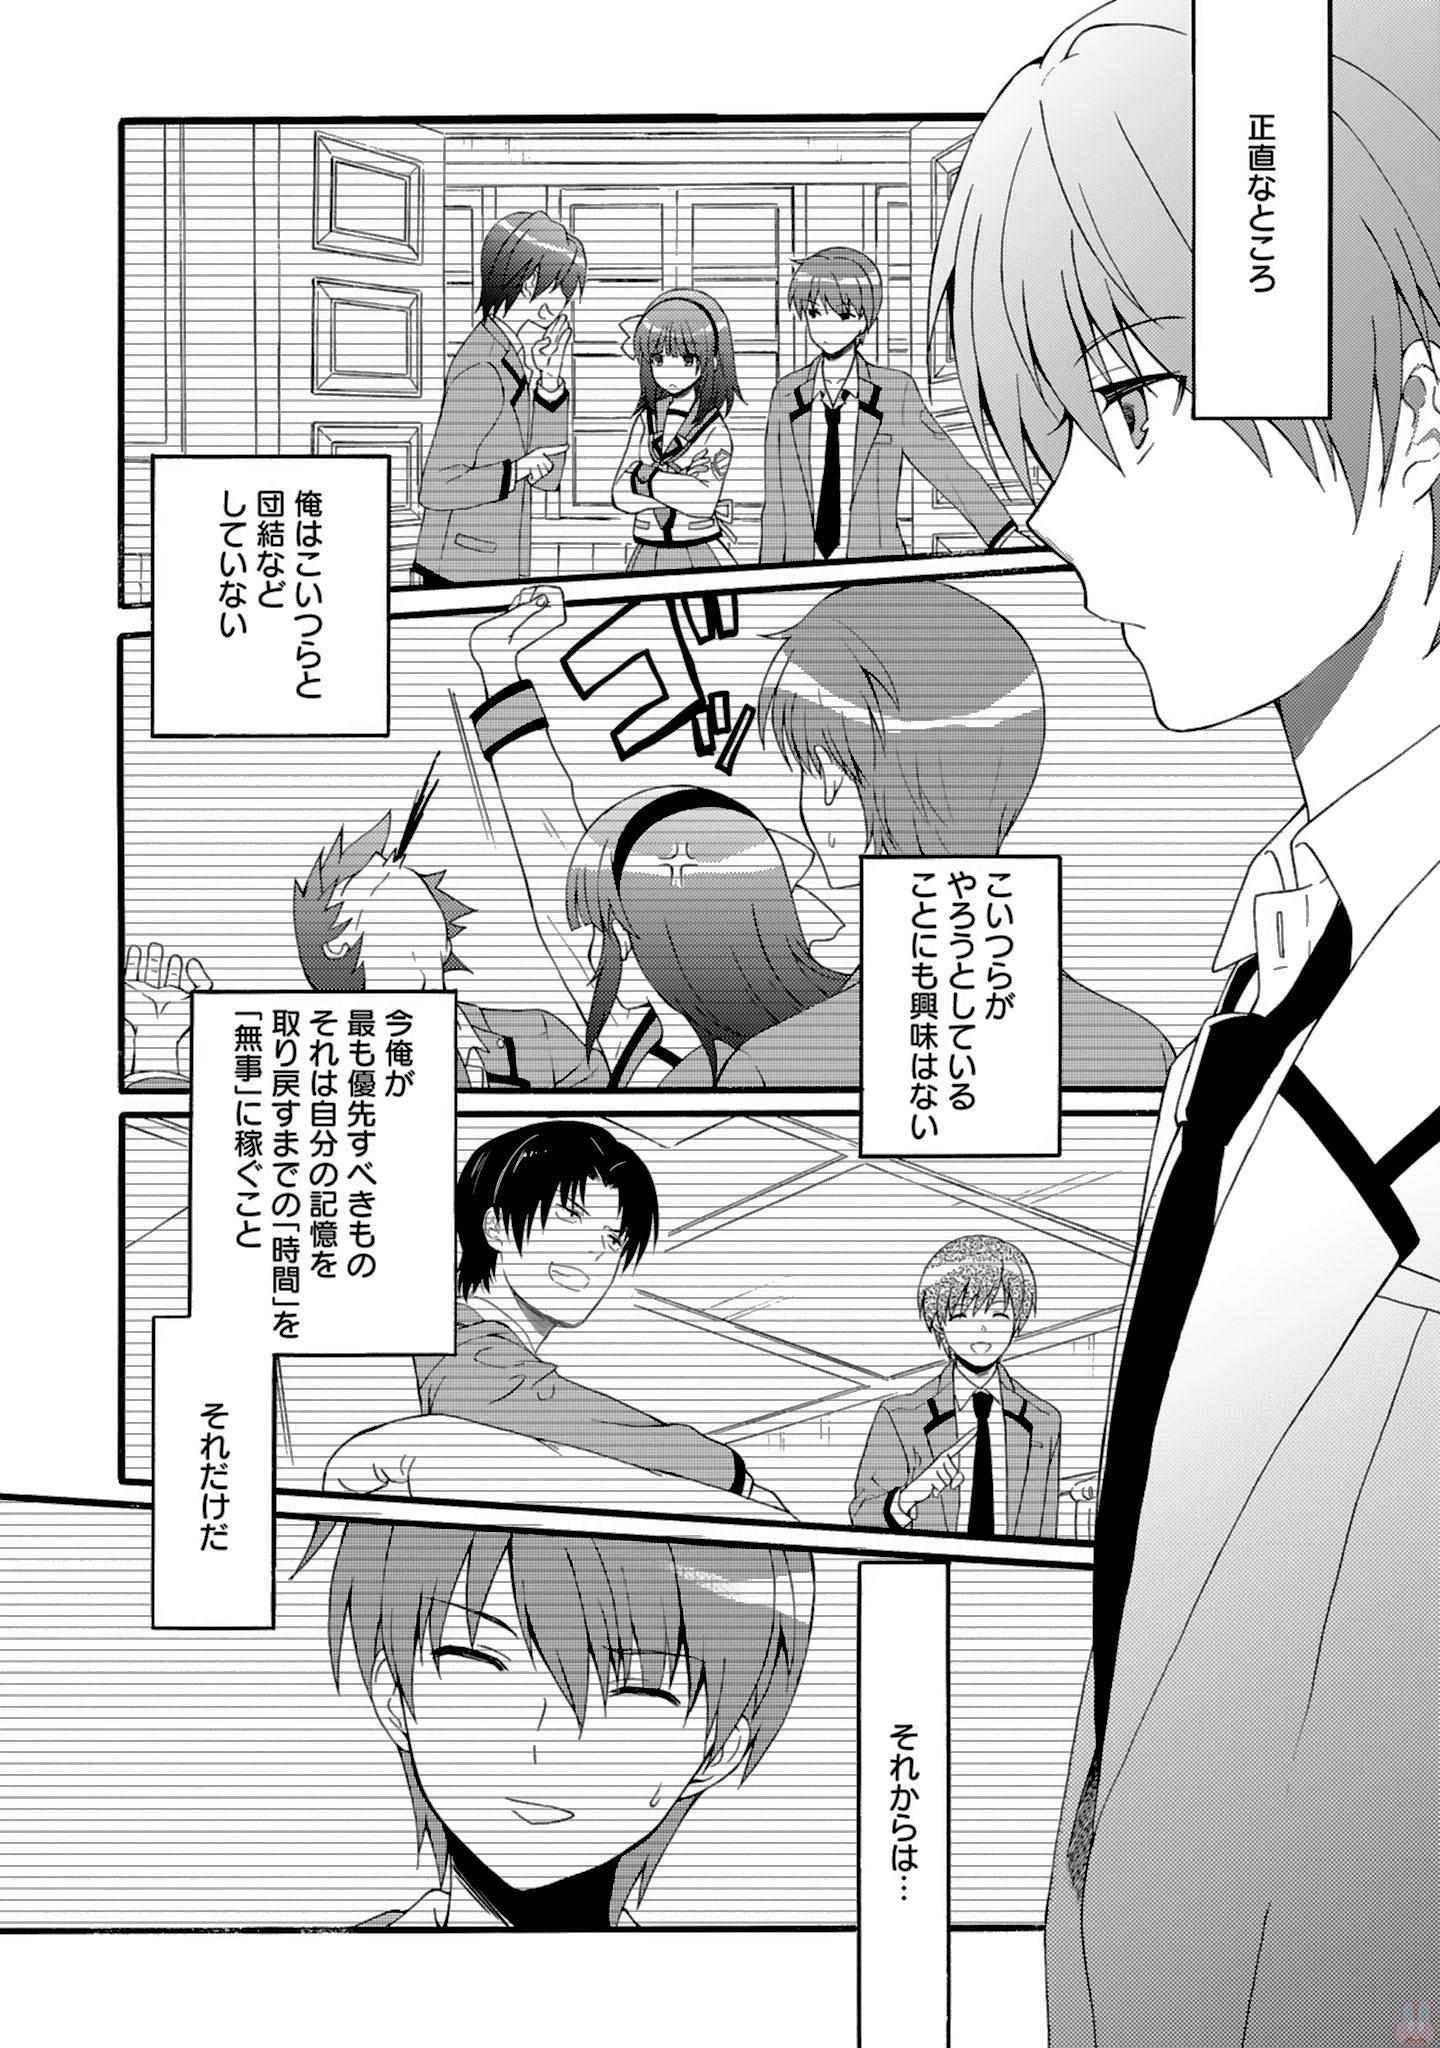 正直なところ
俺はこいつらと
団結など
していない
ゴッ
こいつらが
やろうとしている
ことにも興味はない
今俺が
最も優先すべきもの
それは自分の記憶を
取り戻すまでの「時間」を
「無事」に稼ぐこと
それだけだ
それからは…